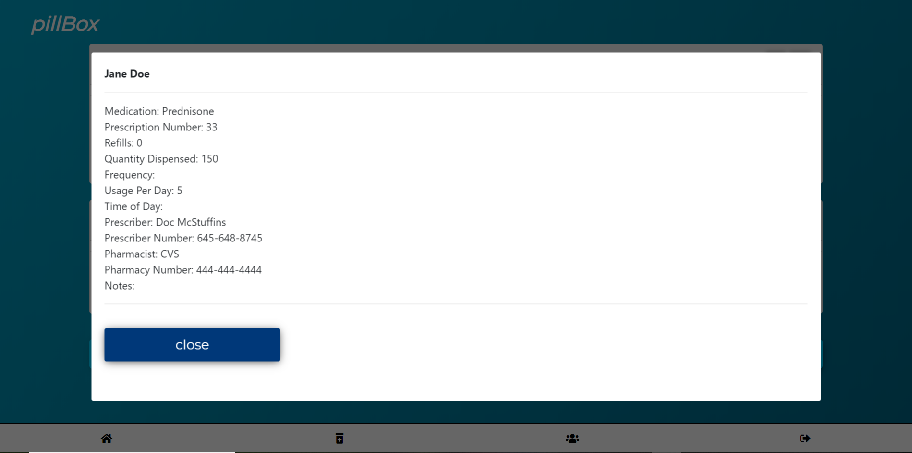 pillBox
Jane Doe
Medication: Prednisone
Prescription Number: 33
Refills: 0
Quantity Dispensed: 150
Frequency:
Usage Per Day: 5
Time of Day:
Prescriber: Doc McStuffins
Prescriber Number: 645-648-8745
Pharmacist: CVS
Pharmacy Number: 444-444-4444
Notes:
close